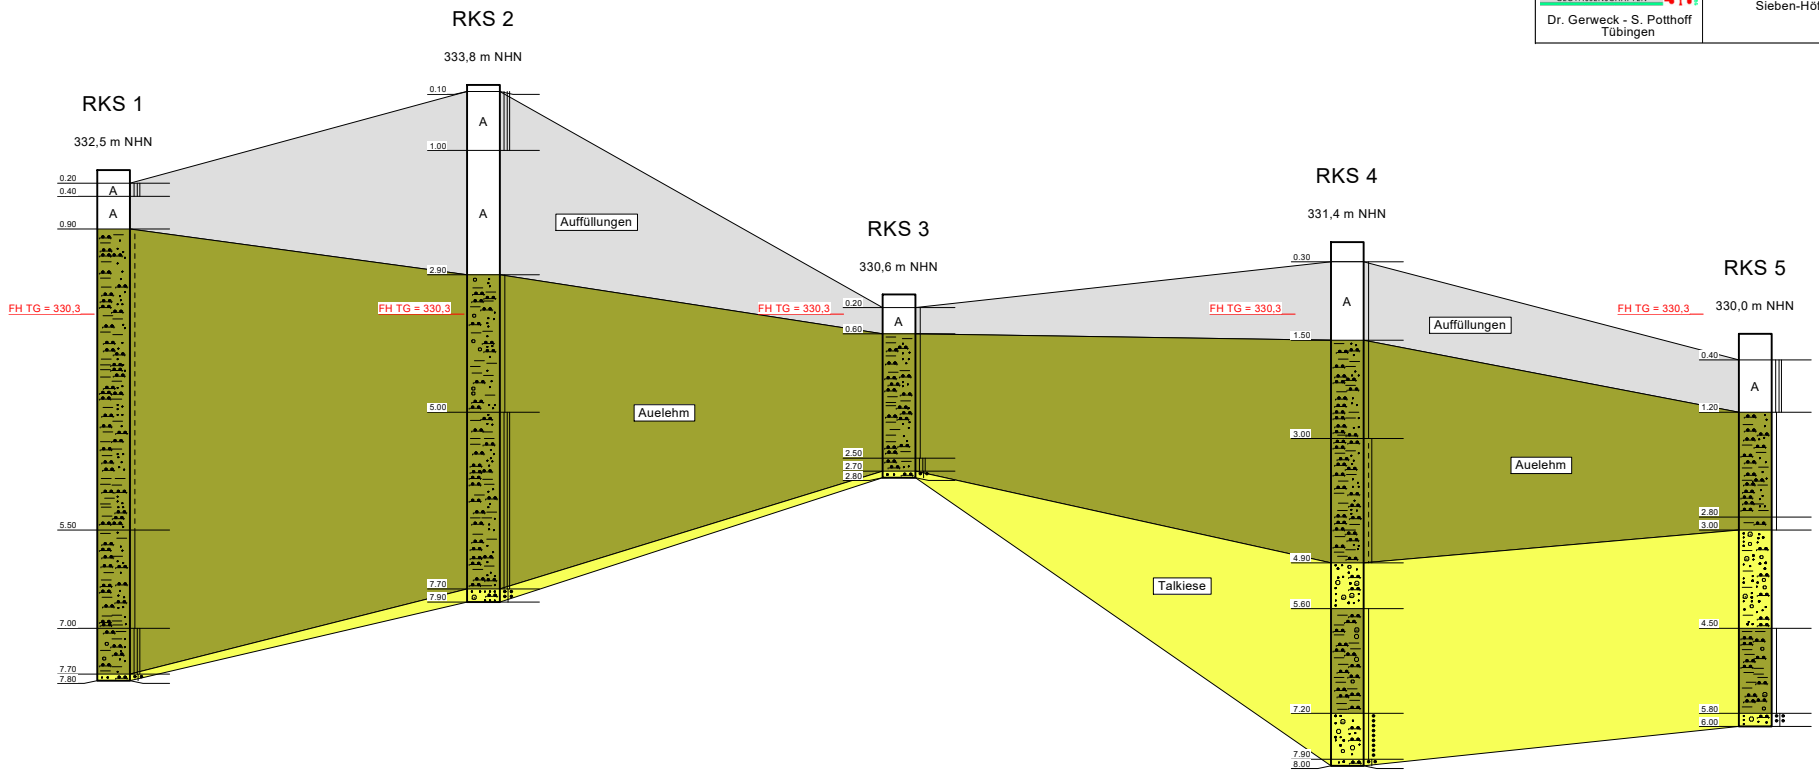 Sieben-Höf
Dr. Gerweck - S. Potthoff
Tübingen
RKS 1
332,5 m NHN
0.20
A
0.40
A
0.90
FH TG = 330,3
5.50
7.00
7.70
7.80
RKS 2
333,8 m NHN
0.10
A
1.00
A
2.90
FH TG = 330,3
5.00
7.70
7.90
Auffüllungen
Auelehm
RKS 3
330,6 m NHN
FH TG = 330,3
0.20
A
0.60
2.50
2.70
2.80
Talkiese
RKS 4
331,4 m NHN
0.30
A
FH TG = 330,3
1.50
3.00
4.90
5.60
7.20
7.90
8.00
Auffüllungen
Auelehm
RKS 5
330,0 m NHN
FH TG = 330,3
0.40
A
1.20
2.80
3.00
4.50
5.80
6.00